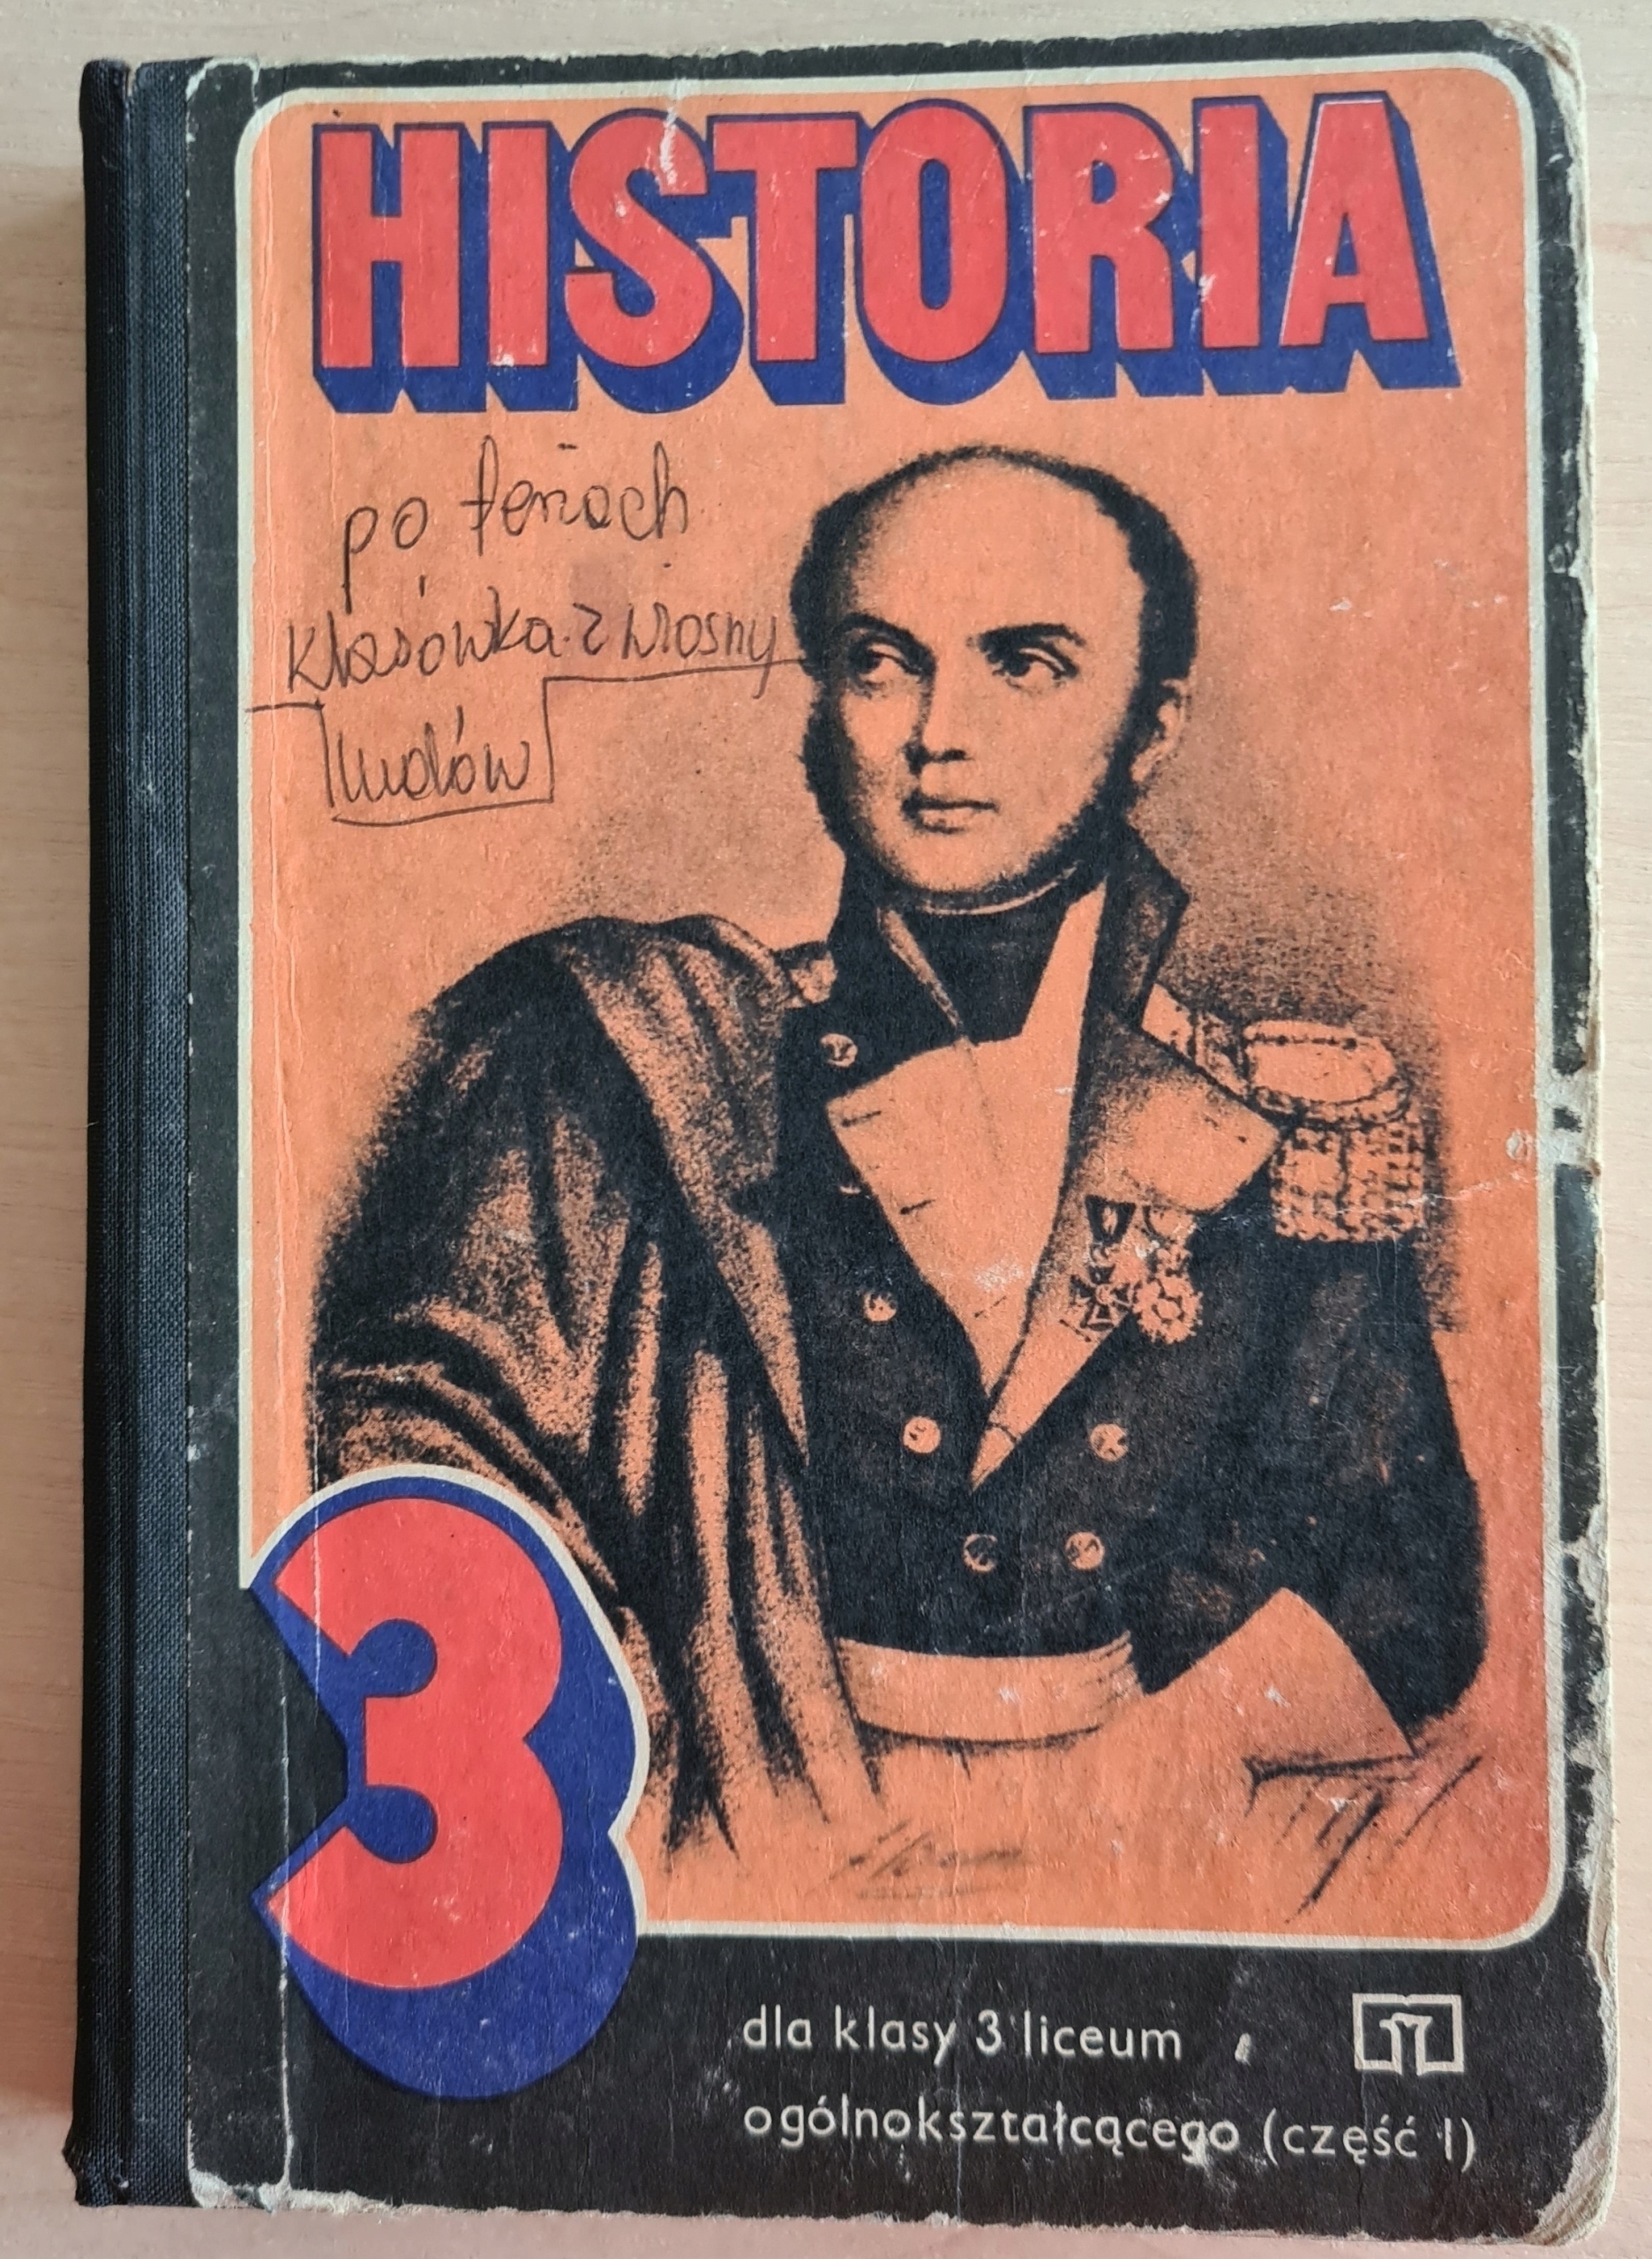 HISTORIA
po feriach
klasówka z wiosny
ludów
3
dla klasy 3 liceum
ogólnokształcącego (część I)